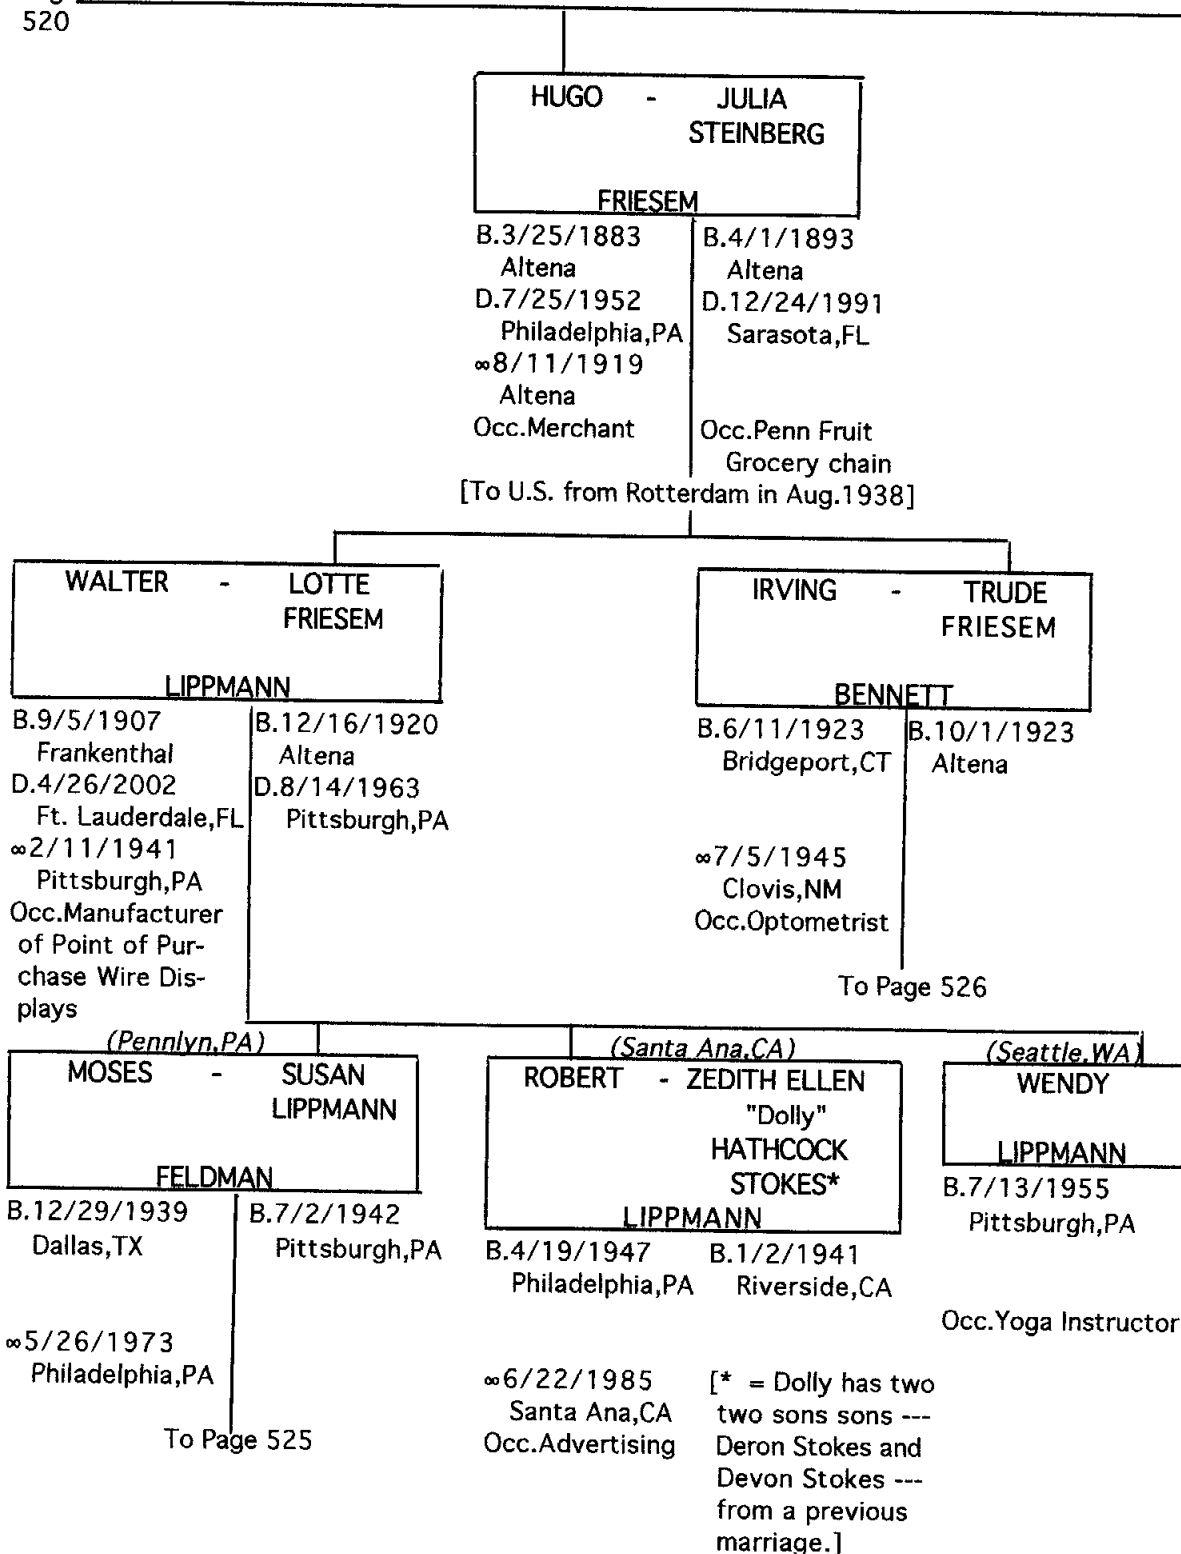 520
HUGO - JULIA
STEINBERG
FRIESEM
B.3/25/1883
Altena
D.7/25/1952
Philadelphia,PA
∞8/11/1919
Altena
Occ.Merchant
B.4/1/1893
Altena
D.12/24/1991
Sarasota,FL
Occ.Penn Fruit
Grocery chain
[To U.S. from Rotterdam in Aug.1938]
WALTER - LOTTE
FRIESEM
LIPPMANN
B.9/5/1907
Frankenthal
D.4/26/2002
Ft. Lauderdale,FL
∞2/11/1941
Pittsburgh,PA
Occ.Manufacturer
of Point of Pur-
chase Wire Dis-
plays
B.12/16/1920
Altena
D.8/14/1963
Pittsburgh,PA
IRVING - TRUDE
FRIESEM
BENNETT
B.6/11/1923
Bridgeport,CT
∞7/5/1945
Clovis,NM
Occ.Optometrist
B.10/1/1923
Altena
To Page 526
(Pennlyn,PA)
MOSES - SUSAN
LIPPMANN
FELDMAN
B.12/29/1939
Dallas,TX
∞5/26/1973
Philadelphia,PA
B.7/2/1942
Pittsburgh,PA
To Page 525
(Santa Ana,CA)
ROBERT - ZEDITH ELLEN
"Dolly"
HATHCOCK
STOKES*
LIPPMANN
B.4/19/1947
Philadelphia,PA
∞6/22/1985
Santa Ana,CA
Occ.Advertising
B.1/2/1941
Riverside,CA
[* = Dolly has two
two sons sons ---
Deron Stokes and
Devon Stokes ---
from a previous
marriage.]
(Seattle,WA)
WENDY
LIPPMANN
B.7/13/1955
Pittsburgh,PA
Occ.Yoga Instructor